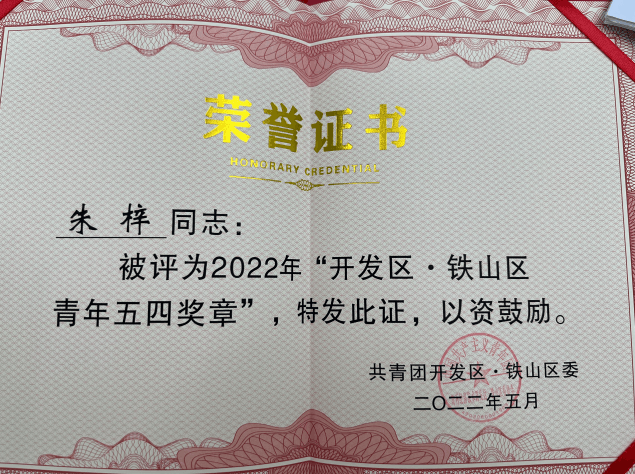 荣誉证书
HONORARY CREDENTIAL
朱梓同志：
被评为2022年“开发区·铁山区
青年五四奖章”，特发此证，以资鼓励。
共青团开发区·铁山区委
二〇二二年五月